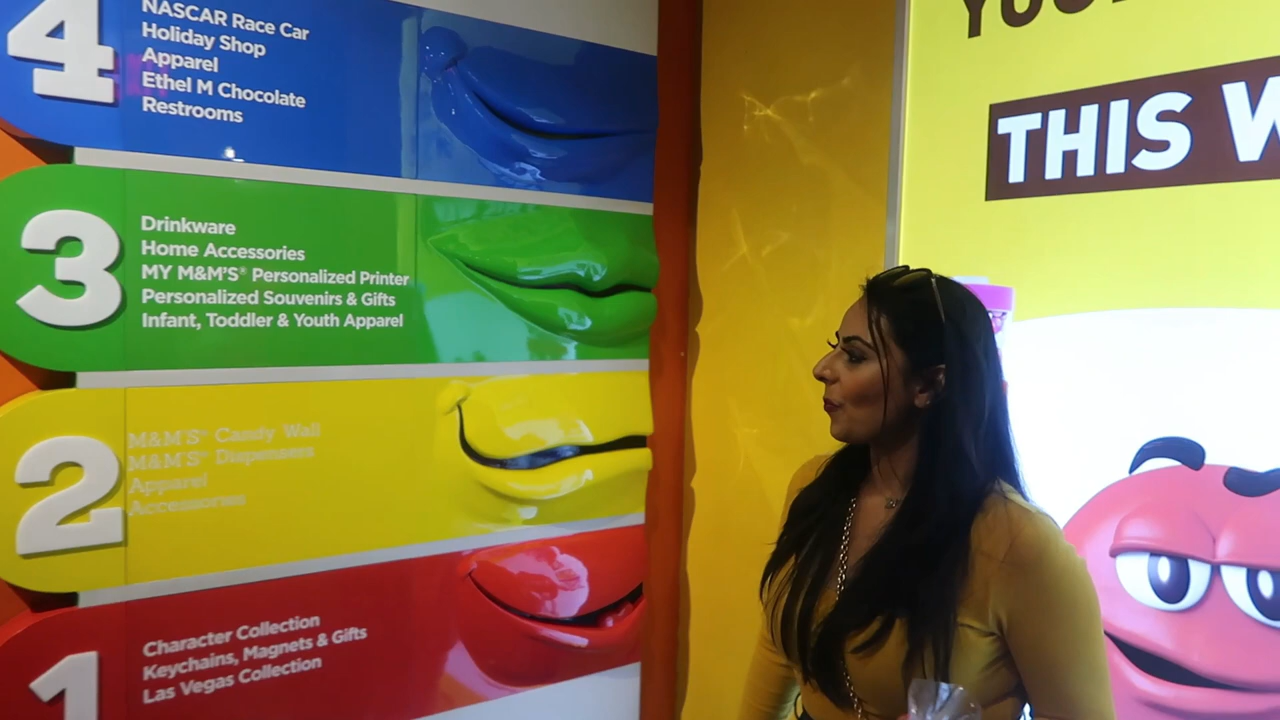 4
NASCAR Race Car
Holiday Shop
Apparel
Ethel M Chocolate
Restrooms
3
Drinkware
Home Accessories
MY M&M'S® Personalized Printer
Personalized Souvenirs & Gifts
Infant, Toddler & Youth Apparel
2
M&M'S™ Candy Wall
M&M'S™ Dispensers
Apparel
Accessories
1
Character Collection
Keychains, Magnets & Gifts
Las Vegas Collection
THIS W